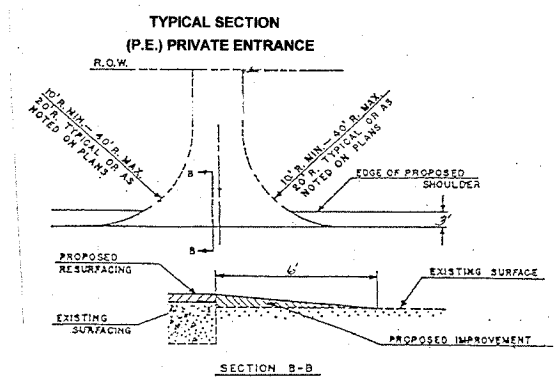 TYPICAL SECTION
(P.E.) PRIVATE ENTRANCE
R.O.W.
10' R. MIN. – 40' R. MAX.
20' R. TYPICAL OR AS
NOTED ON PLANS
10' R. MIN. – 40' R. MAX.
20' R. TYPICAL OR AS
NOTED ON PLANS
B
B
EDGE OF PROPOSED
SHOULDER
3'
PROPOSED
RESURFACING
6'
EXISTING SURFACE
EXISTING
SURFACING
PROPOSED IMPROVEMENT
SECTION B-B